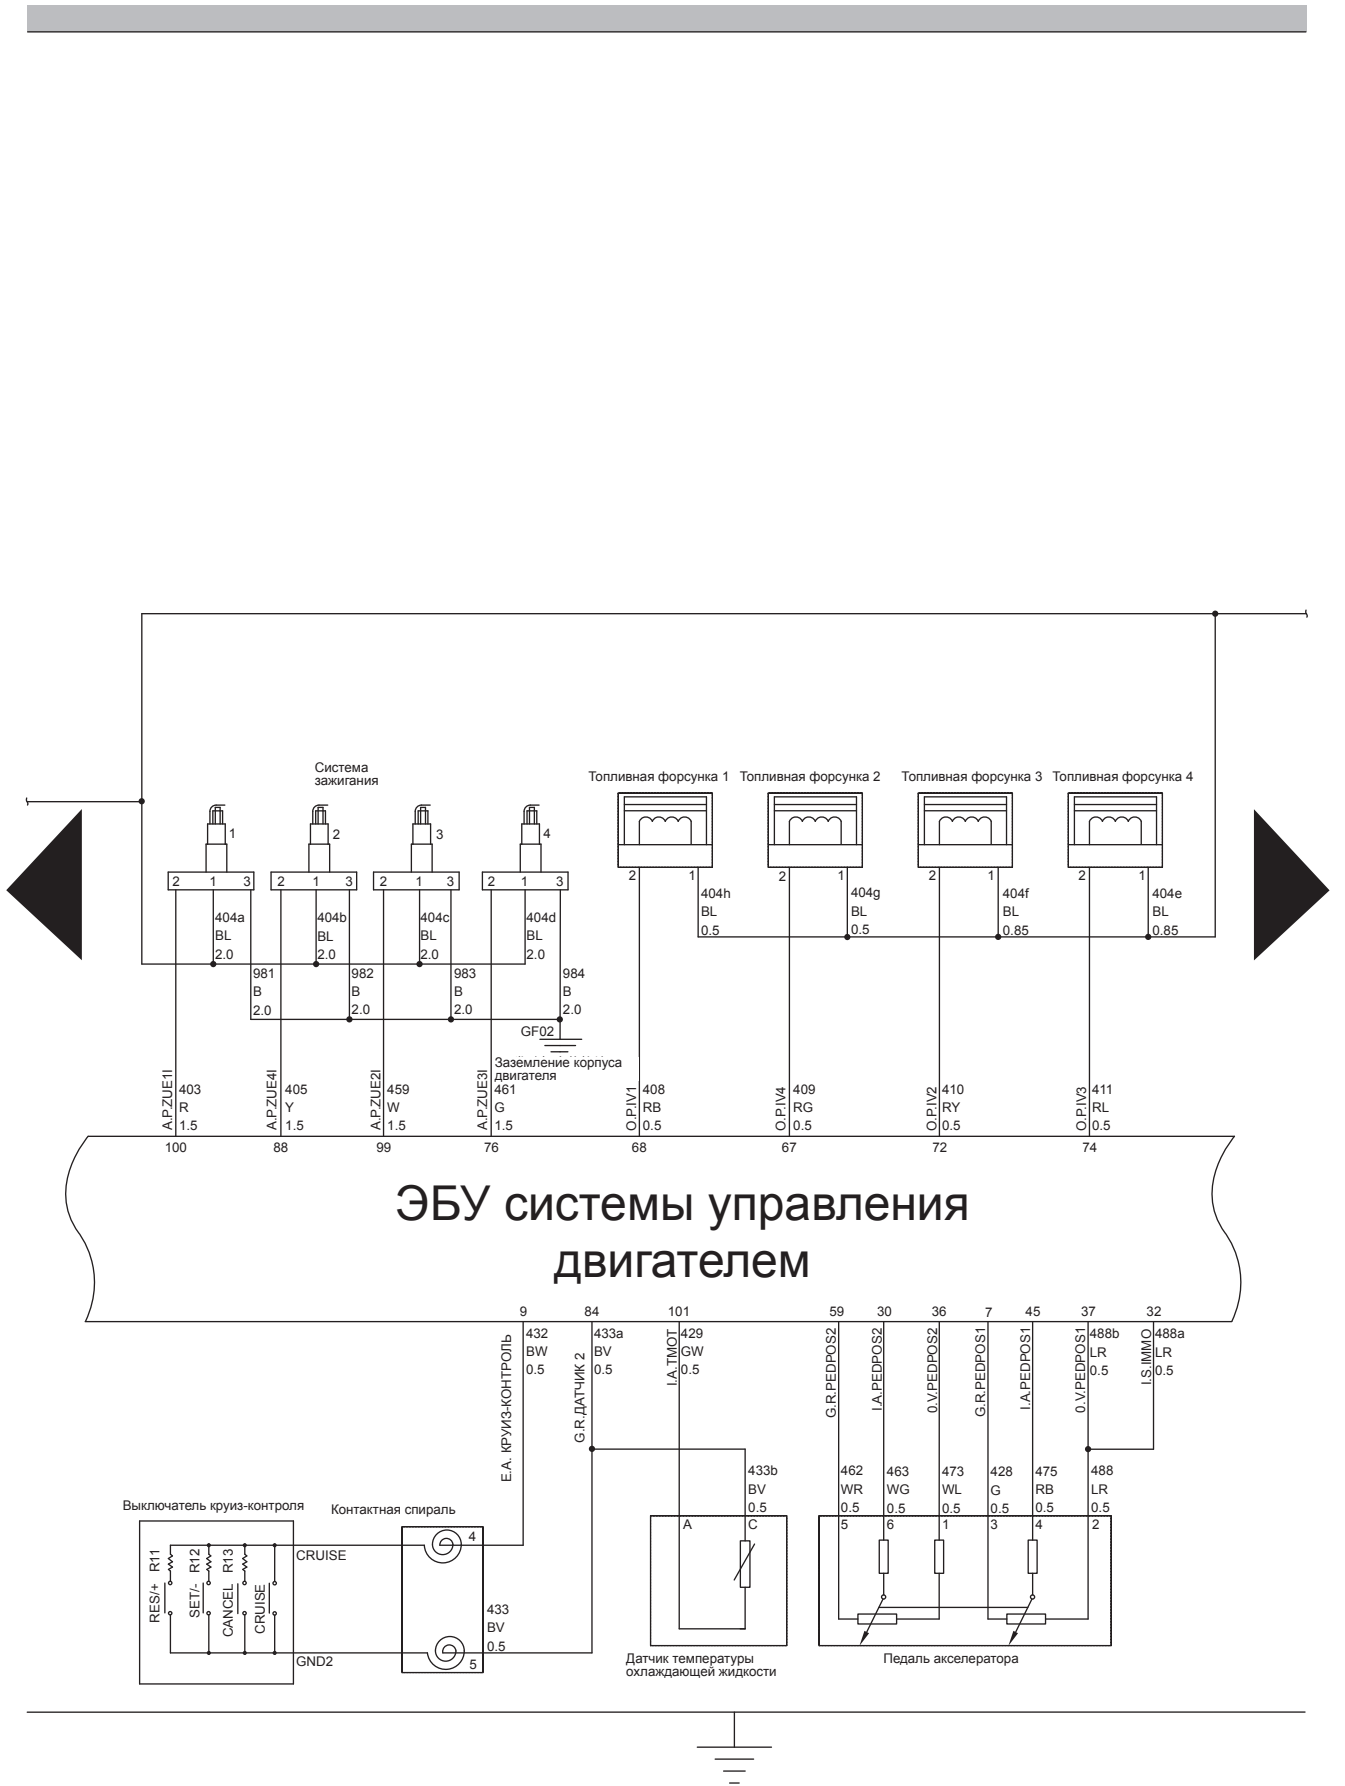 Система
зажигания
Топливная форсунка 1 Топливная форсунка 2 Топливная форсунка 3 Топливная форсунка 4
1 2 3 4
2 1 3 2 1 3 2 1 3 2 1 3
2 1 2 1 2 1 2 1
404h 404g 404f 404e
BL BL BL BL
0.5 0.5 0.85 0.85
404a 404b 404c 404d
BL BL BL BL
2.0 2.0 2.0 2.0
981 982 983 984
B B B B
2.0 2.0 2.0 2.0
GF02
Заземление корпуса
двигателя
A.P.ZUE1I A.P.ZUE4I A.P.ZUE2I A.P.ZUE3I O.P.IV1 O.P.IV4 O.P.IV2 O.P.IV3
403 405 459 461 408 409 410 411
R Y W G RB RG RY RL
1.5 1.5 1.5 1.5 0.5 0.5 0.5 0.5
100 88 99 76 68 67 72 74
ЭБУ системы управления
двигателем
9 84 101 59 30 36 7 45 37 32
E.A. КРУИЗ-КОНТРОЛЬ G.R.ДАТЧИК 2 I.A.TMOT G.R.PEDPOS2 I.A.PEDPOS2 0.V.PEDPOS2 G.R.PEDPOS1 I.A.PEDPOS1 0.V.PEDPOS1 I.S.IMMO
432 433a 429 488b 488a
BW BV GW LR LR
0.5 0.5 0.5 0.5 0.5
433b 462 463 473 428 475 488
BV WR WG WL G RB LR
0.5 0.5 0.5 0.5 0.5 0.5 0.5
A C 5 6 1 3 4 2
Выключатель круиз-контроля
Контактная спираль
4
CRUISE
R11 R12 R13
RES/+ SET/- CANCEL CRUISE
433
BV
0.5
GND2
5
Датчик температуры
охлаждающей жидкости
Педаль акселератора